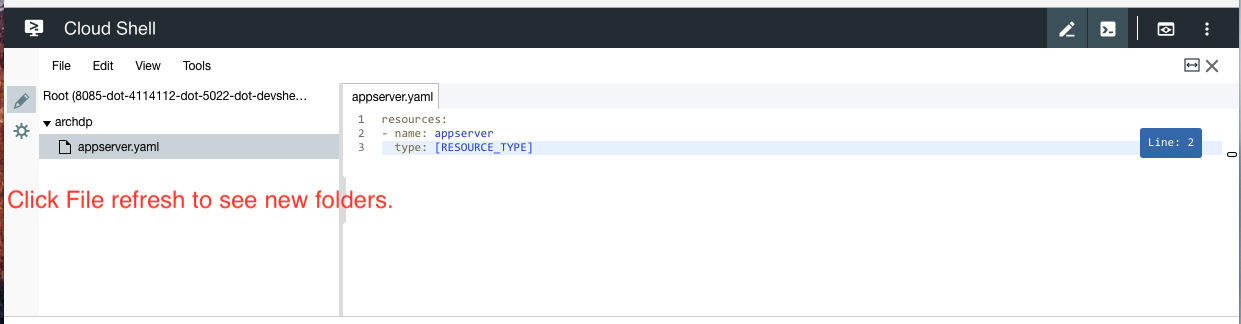 Cloud Shell
File Edit View Tools
Root (8085-dot-4114112-dot-5022-dot-devshe...
archdp
appserver.yaml
appserver.yaml
1 resources:
2 - name: appserver
3 type: [RESOURCE_TYPE]
Line: 2
Click File refresh to see new folders.